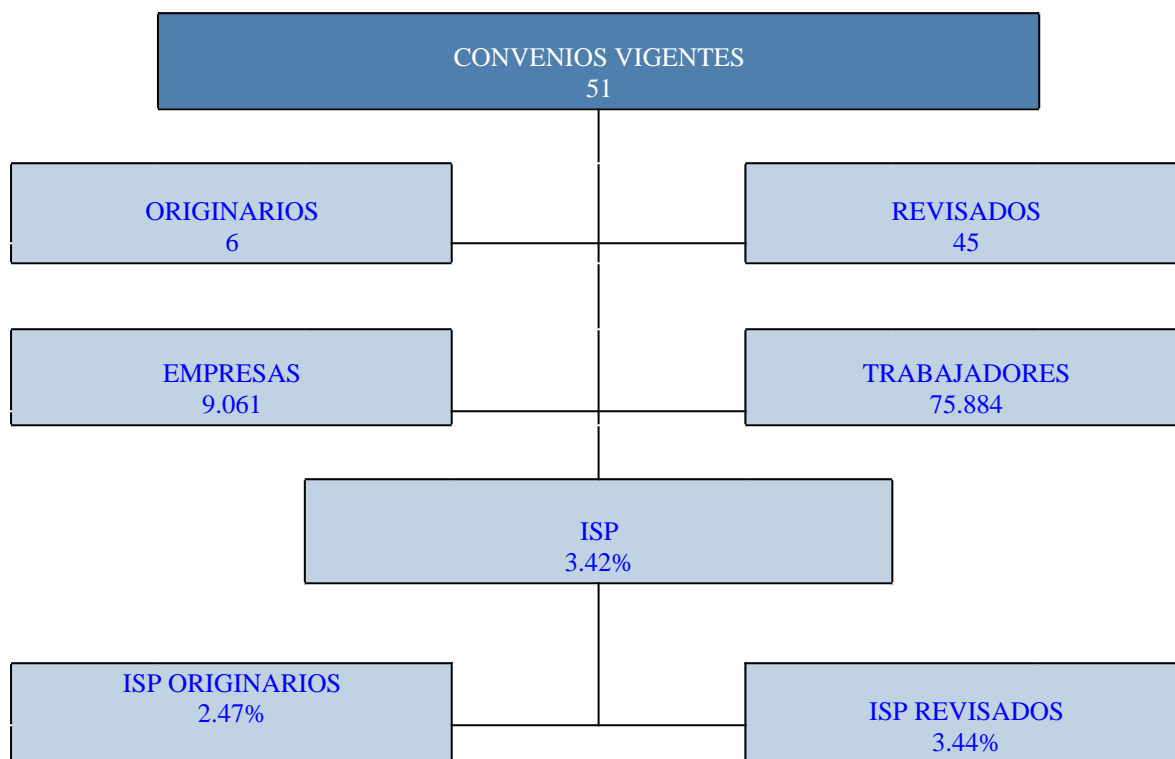 CONVENIOS VIGENTES
51
ORIGINARIOS
6
REVISADOS
45
EMPRESAS
9.061
TRABAJADORES
75.884
ISP
3.42%
ISP ORIGINARIOS
2.47%
ISP REVISADOS
3.44%